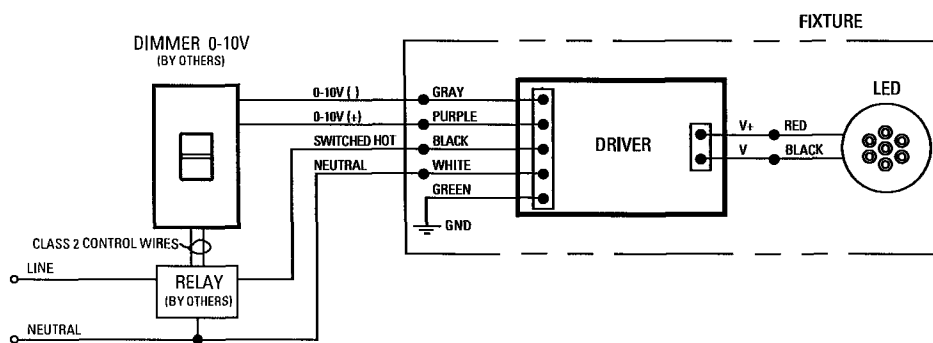 FIXTURE
DIMMER 0-10V
(BY OTHERS)
LED
0-10V ( )
GRAY
0-10V (+)
PURPLE
SWITCHED HOT
BLACK
NEUTRAL
WHITE
GREEN
GND
DRIVER
V+
RED
V
BLACK
CLASS 2 CONTROL WIRES
LINE
RELAY
(BY OTHERS)
NEUTRAL